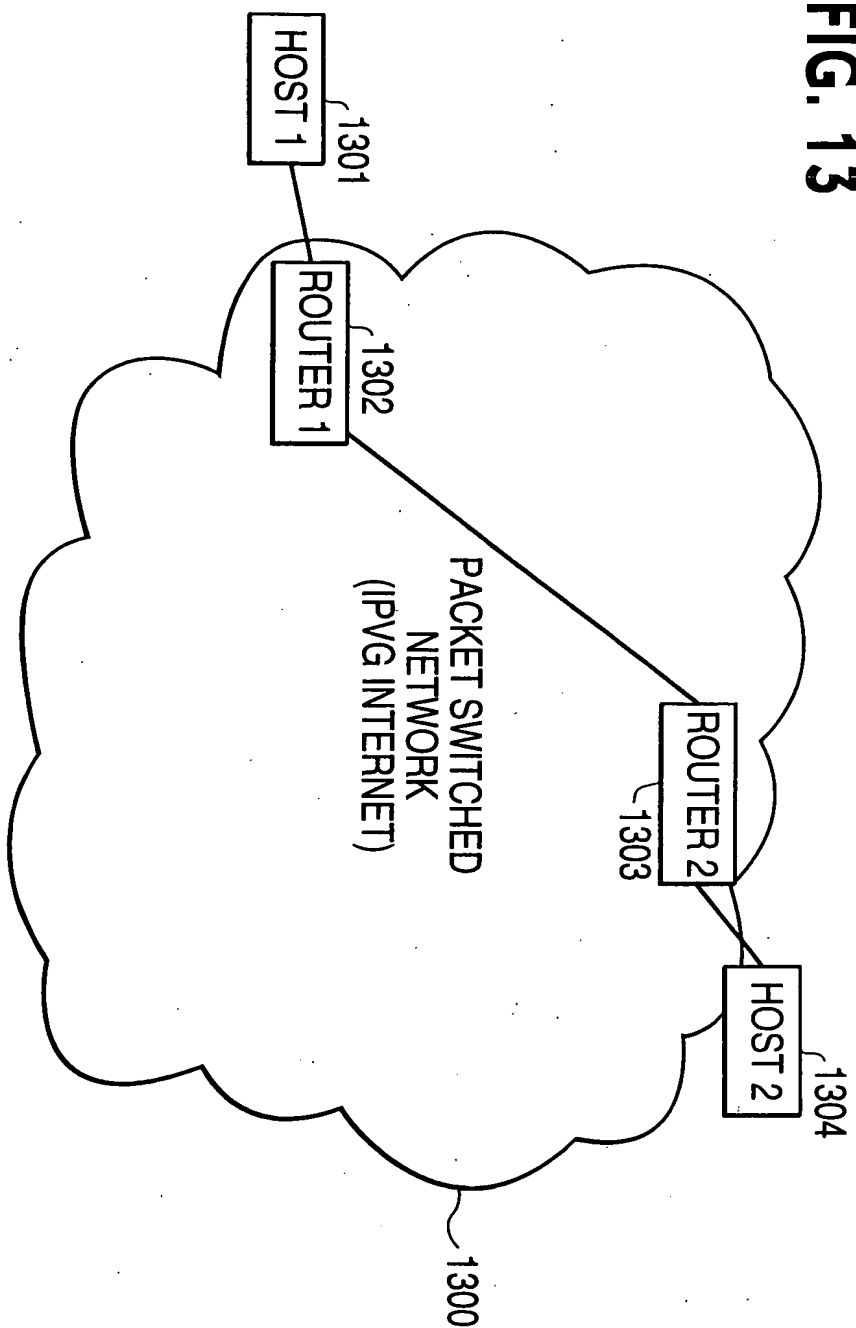 FIG. 13
HOST 1
1301
ROUTER 1
1302
PACKET SWITCHED
NETWORK
(IPVG INTERNET)
ROUTER 2
1303
HOST 2
1304
1300